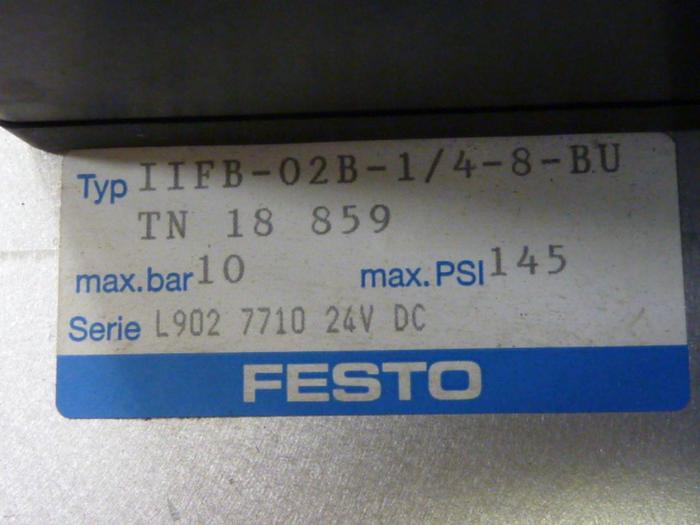 Typ IIFB-02B-1/4-8-BU
TN 18 859
max.bar 10 max.PSI 145
Serie L902 7710 24V DC
FESTO